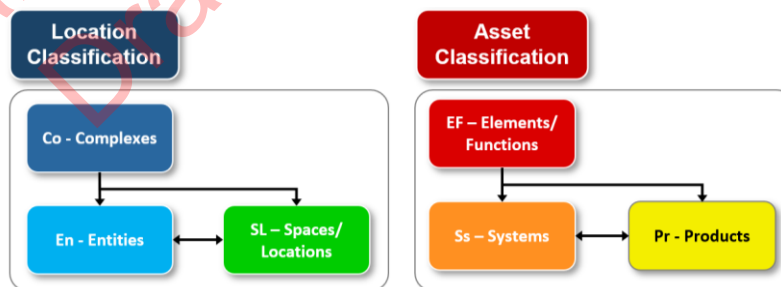 Location
Classification
Asset
Classification
Co - Complexes
EF – Elements/
Functions
En - Entities
SL – Spaces/
Locations
Ss – Systems
Pr - Products